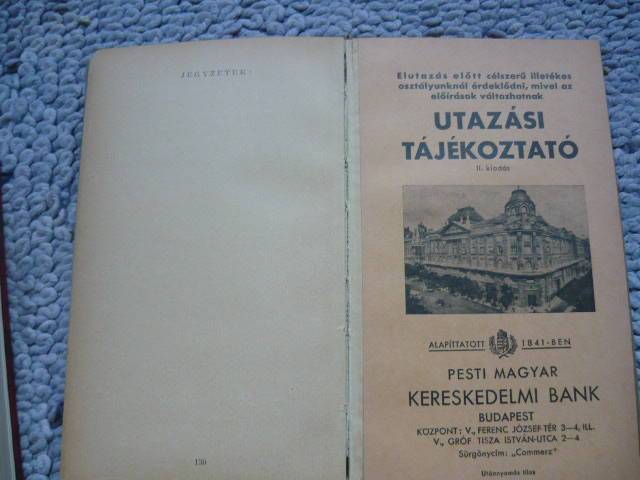 JEGYZETEK:
130
Elutazás előtt célszerű illetékes
osztályunknál érdeklődni, mivel az
előírások változhatnak
UTAZÁSI
TÁJÉKOZTATÓ
II. kiadás
ALAPÍTTATOTT 1841-BEN
PESTI MAGYAR
KERESKEDELMI BANK
BUDAPEST
KÖZPONT: V., FERENC JÓZSEF-TÉR 3—4, ILL.
V., GRÓF TISZA ISTVÁN-UTCA 2—4
Sürgönycím: „Commerz"
Utánnyomás tilos